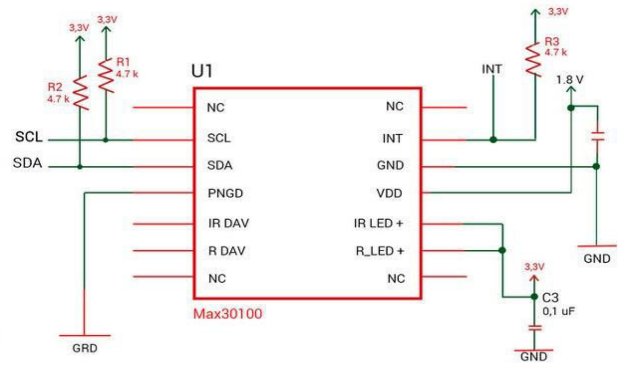 3,3V
3,3V
3,3V
R1
4.7 k
R2
4.7 k
R3
4.7 k
U1
INT
1.8 V
NC
NC
SCL
SCL
INT
SDA
SDA
GND
PNGD
VDD
IR DAV
IR LED +
R DAV
R_LED +
NC
NC
GND
3,3V
C3
0,1 uF
Max30100
GRD
GND